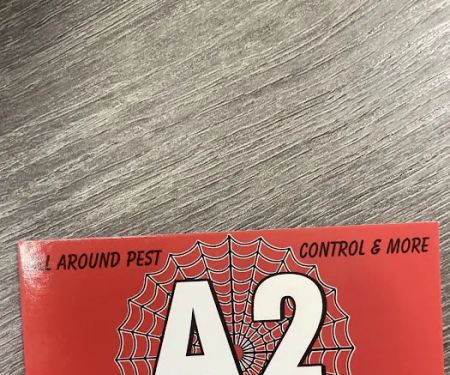 AROUND PEST CONTROL & MORE
A2